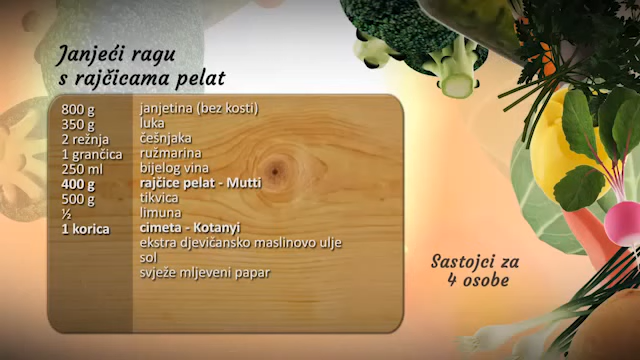 Janjeći ragu
s rajčicama pelat
800 g janjetina (bez kosti)
350 g luka
2 režnja češnjaka
1 grančica ružmarina
250 ml bijelog vina
400 g rajčice pelat - Mutti
500 g tikvica
½ limuna
1 korica cimeta - Kotanyi
ekstra djevičansko maslinovo ulje
sol
svježe mljeveni papar
Sastojci za
4 osobe